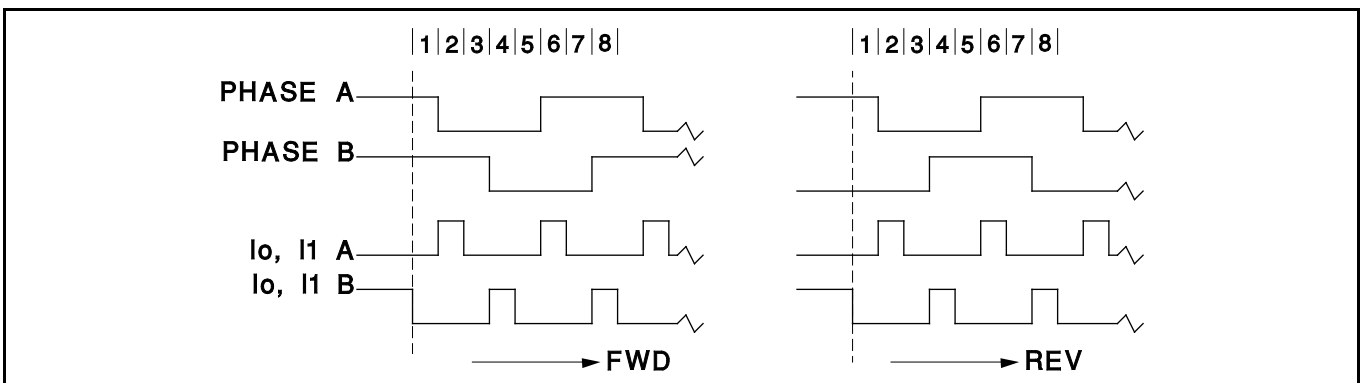 |1|2|3|4|5|6|7|8| |1|2|3|4|5|6|7|8|
PHASE A
PHASE B
Io, I1 A
Io, I1 B
FWD REV